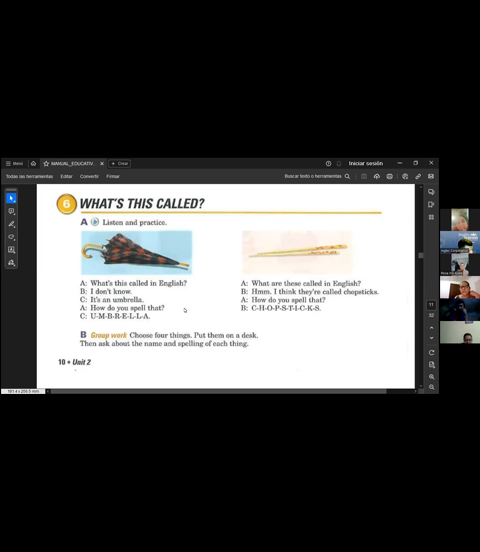 Menú
MANUAL_EDUCATIV...
+ Crear
Iniciar sesión
Todas las herramientas
Editar
Convertir
Firmar
Buscar texto o herramientas
6 WHAT'S THIS CALLED?
A Listen and practice.
A: What's this called in English?
B: I don't know.
C: It's an umbrella.
A: How do you spell that?
C: U-M-B-R-E-L-L-A.
A: What are these called in English?
B: Hmm. I think they're called chopsticks.
A: How do you spell that?
B: C-H-O-P-S-T-I-C-K-S.
B Group work Choose four things. Put them on a desk.
Then ask about the name and spelling of each thing.
10 • Unit 2
11